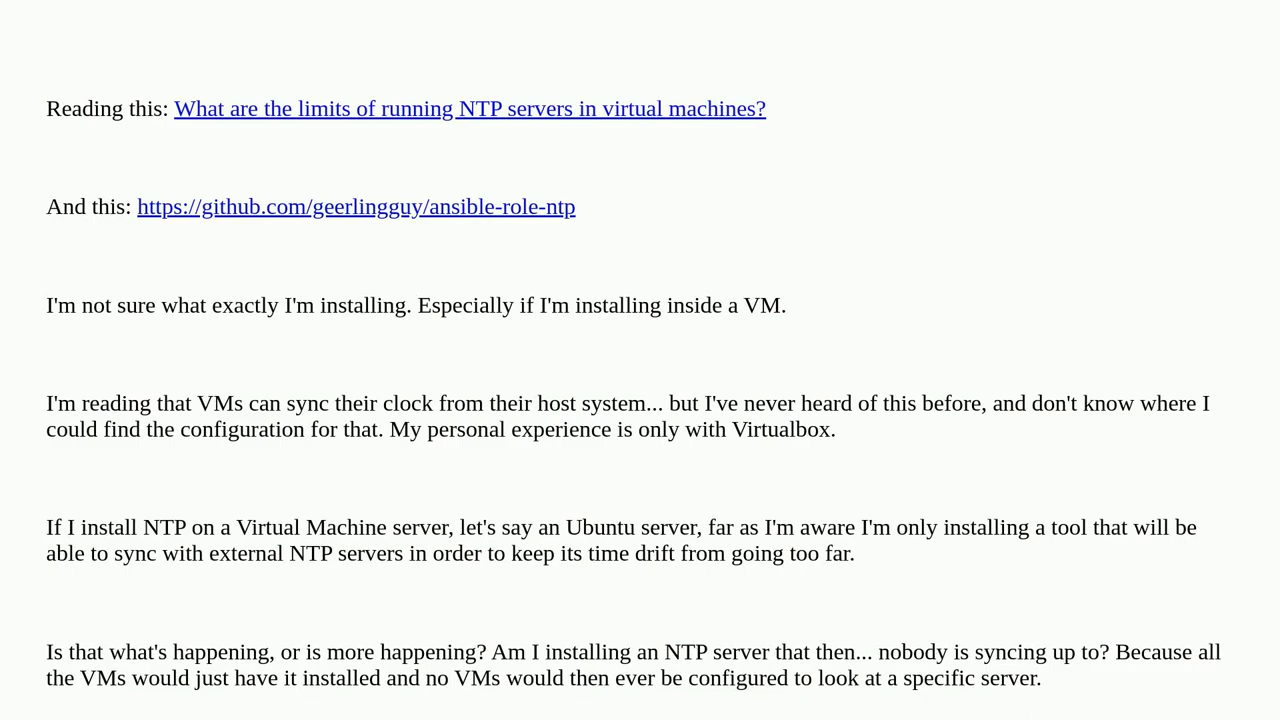 Reading this: What are the limits of running NTP servers in virtual machines?
And this: https://github.com/geerlingguy/ansible-role-ntp
I'm not sure what exactly I'm installing. Especially if I'm installing inside a VM.
I'm reading that VMs can sync their clock from their host system... but I've never heard of this before, and don't know where I
could find the configuration for that. My personal experience is only with Virtualbox.
If I install NTP on a Virtual Machine server, let's say an Ubuntu server, far as I'm aware I'm only installing a tool that will be
able to sync with external NTP servers in order to keep its time drift from going too far.
Is that what's happening, or is more happening? Am I installing an NTP server that then... nobody is syncing up to? Because all
the VMs would just have it installed and no VMs would then ever be configured to look at a specific server.